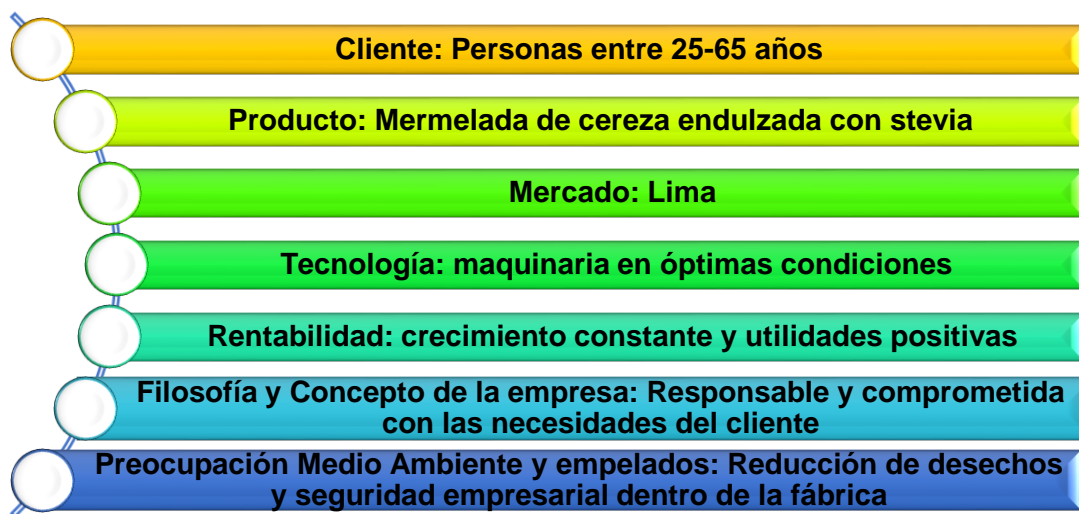 Cliente: Personas entre 25-65 años
Producto: Mermelada de cereza endulzada con stevia
Mercado: Lima
Tecnología: maquinaria en óptimas condiciones
Rentabilidad: crecimiento constante y utilidades positivas
Filosofía y Concepto de la empresa: Responsable y comprometida
con las necesidades del cliente
Preocupación Medio Ambiente y empelados: Reducción de desechos
y seguridad empresarial dentro de la fábrica